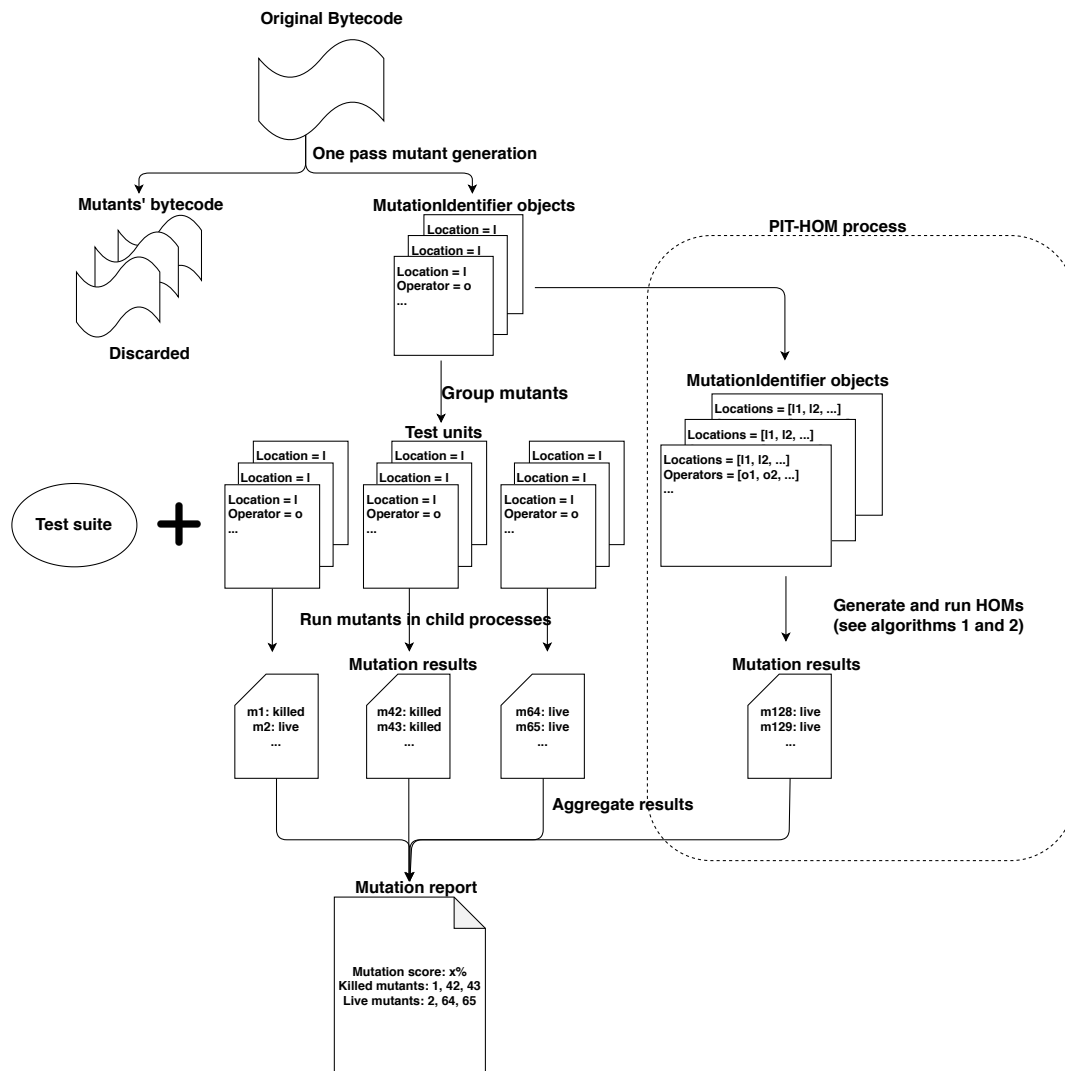 Original Bytecode
One pass mutant generation
Mutants' bytecode
Discarded
MutationIdentifier objects
Location = l
Location = l
Location = l
Operator = o
...
PIT-HOM process
MutationIdentifier objects
Locations = [l1, l2, ...]
Locations = [l1, l2, ...]
Locations = [l1, l2, ...]
Operators = [o1, o2, ...]
...
Group mutants
Test units
Test suite
Location = l
Location = l
Location = l
Operator = o
...
Location = l
Location = l
Location = l
Operator = o
...
Location = l
Location = l
Location = l
Operator = o
...
Run mutants in child processes
Generate and run HOMs
(see algorithms 1 and 2)
Mutation results
Mutation results
m1: killed
m2: live
...
m42: killed
m43: killed
...
m64: live
m65: live
...
m128: live
m129: live
...
Aggregate results
Mutation report
Mutation score: x%
Killed mutants: 1, 42, 43
Live mutants: 2, 64, 65